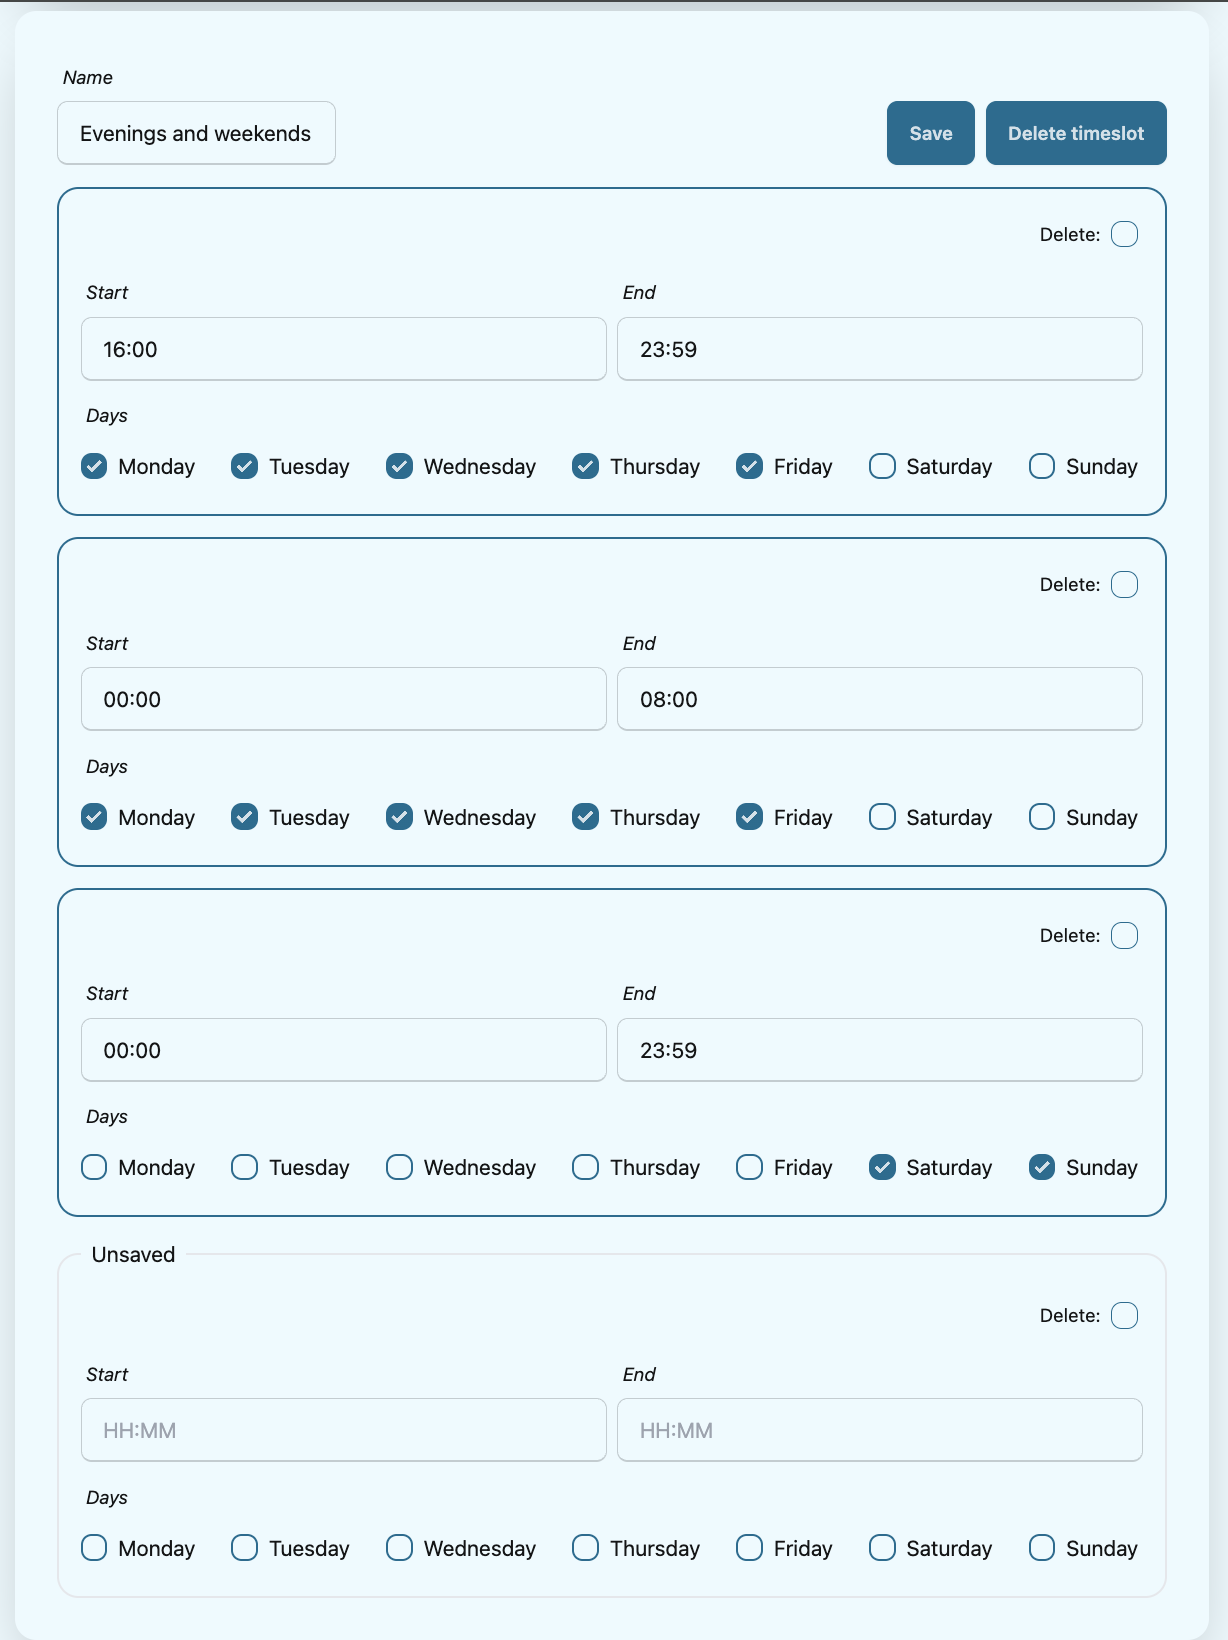 Name
Evenings and weekends
Save
Delete timeslot
Delete:
Start
End
16:00
23:59
Days
Monday Tuesday Wednesday Thursday Friday Saturday Sunday
Delete:
Start
End
00:00
08:00
Days
Monday Tuesday Wednesday Thursday Friday Saturday Sunday
Delete:
Start
End
00:00
23:59
Days
Monday Tuesday Wednesday Thursday Friday Saturday Sunday
Unsaved
Delete:
Start
End
HH:MM
HH:MM
Days
Monday Tuesday Wednesday Thursday Friday Saturday Sunday